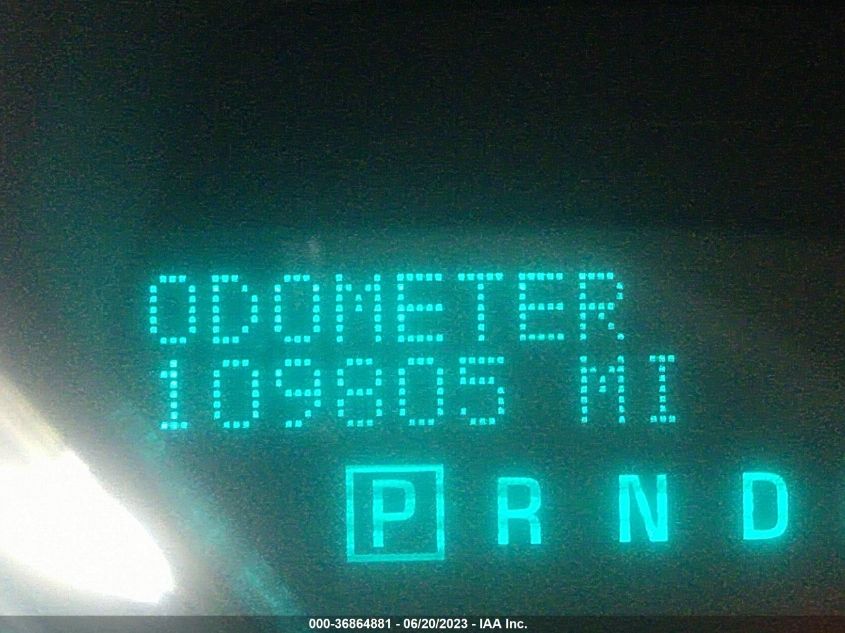 ODOMETER
109805 MI
P R N D
000-36864881 - 06/20/2023 - IAA Inc.